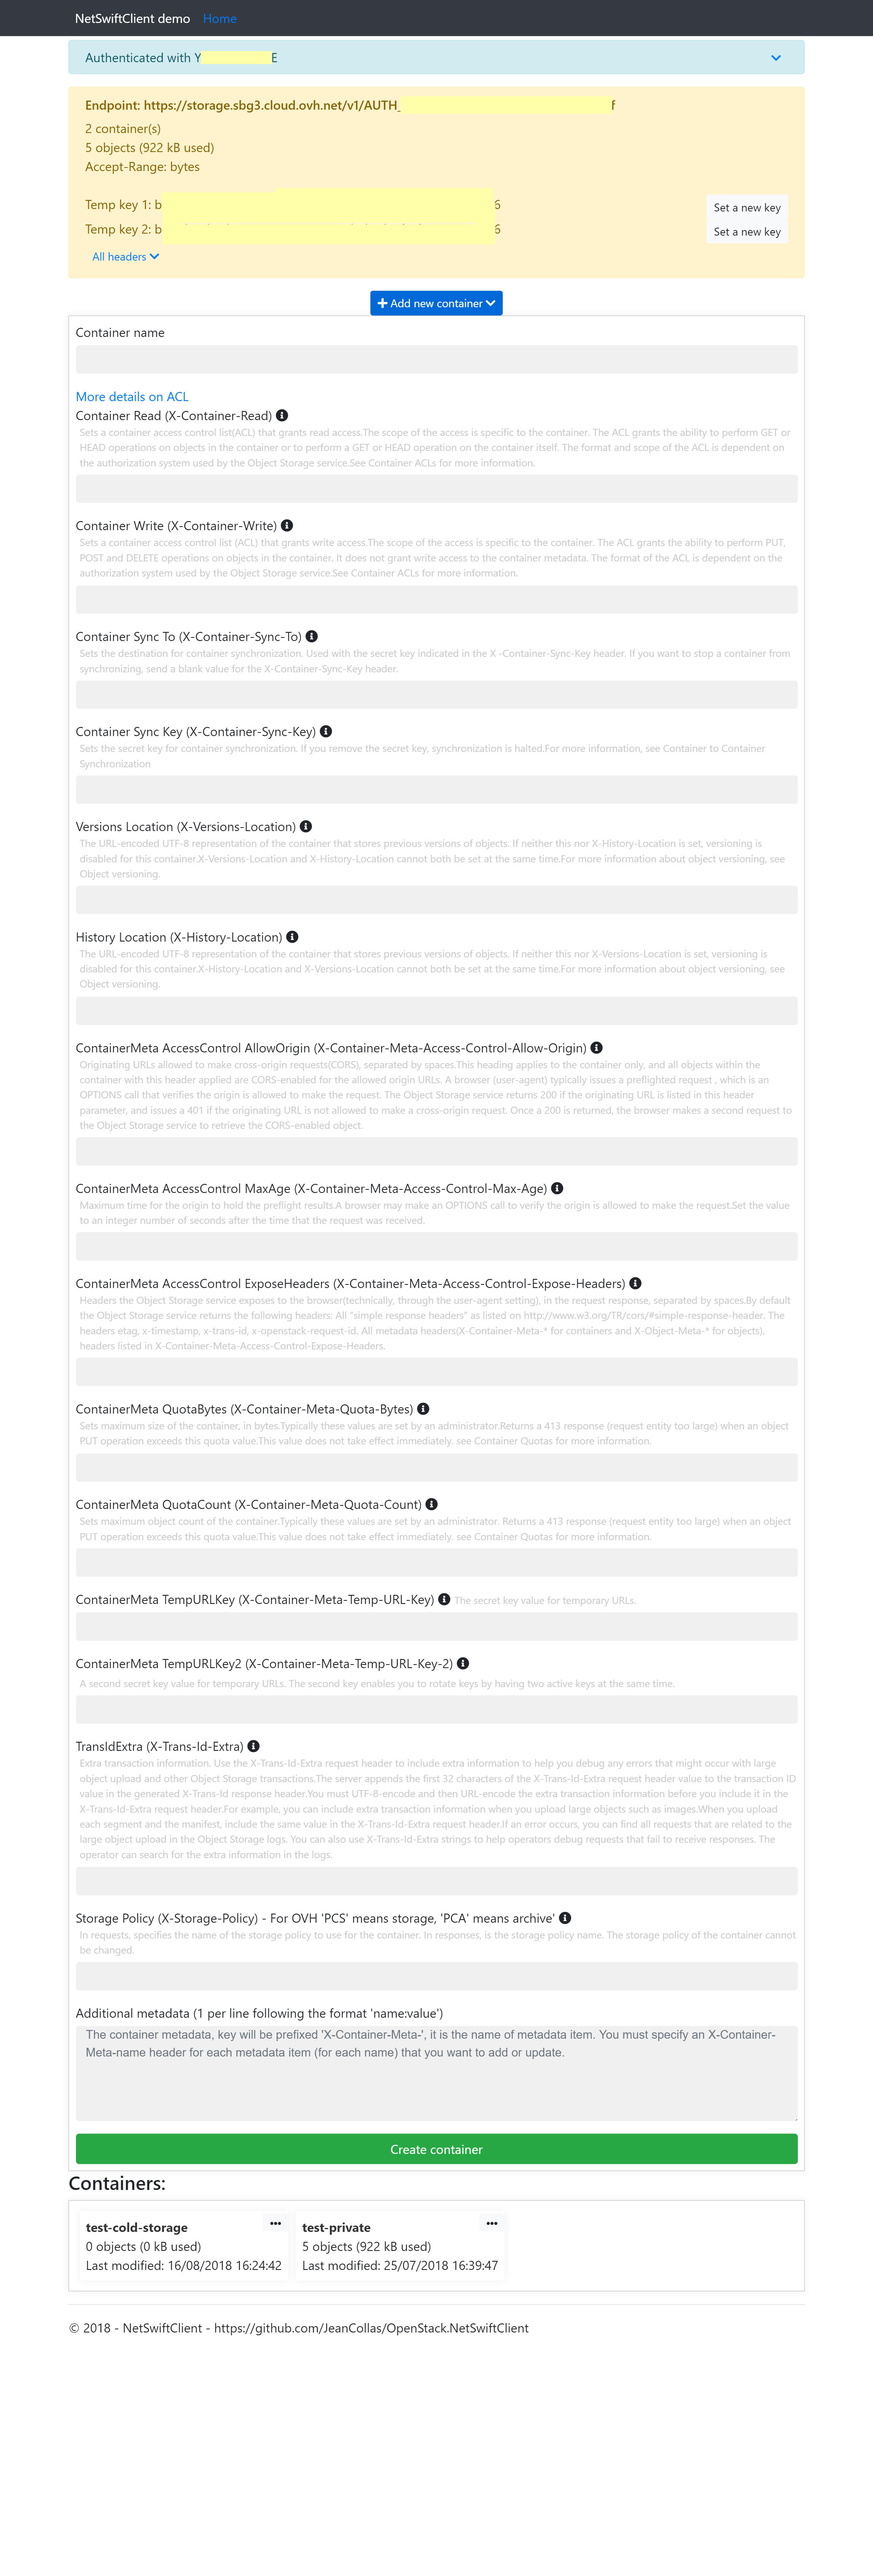 NetSwiftClient demo Home
Authenticated with Y E
Endpoint: https://storage.sbg3.cloud.ovh.net/v1/AUTH_ f
2 container(s)
5 objects (922 kB used)
Accept-Range: bytes
Temp key 1: b 6 Set a new key
Temp key 2: b 6 Set a new key
All headers
Add new container
Container name
More details on ACL
Container Read (X-Container-Read)
Sets a container access control list(ACL) that grants read access.The scope of the access is specific to the container. The ACL grants the ability to perform GET or
HEAD operations on objects in the container or to perform a GET or HEAD operation on the container itself. The format and scope of the ACL is dependent on
the authorization system used by the Object Storage service.See Container ACLs for more information.
Container Write (X-Container-Write)
Sets a container access control list (ACL) that grants write access.The scope of the access is specific to the container. The ACL grants the ability to perform PUT,
POST and DELETE operations on objects in the container. It does not grant write access to the container metadata. The format of the ACL is dependent on the
authorization system used by the Object Storage service.See Container ACLs for more information.
Container Sync To (X-Container-Sync-To)
Sets the destination for container synchronization. Used with the secret key indicated in the X -Container-Sync-Key header. If you want to stop a container from
synchronizing, send a blank value for the X-Container-Sync-Key header.
Container Sync Key (X-Container-Sync-Key)
Sets the secret key for container synchronization. If you remove the secret key, synchronization is halted.For more information, see Container to Container
Synchronization
Versions Location (X-Versions-Location)
The URL-encoded UTF-8 representation of the container that stores previous versions of objects. If neither this nor X-History-Location is set, versioning is
disabled for this container.X-Versions-Location and X-History-Location cannot both be set at the same time.For more information about object versioning, see
Object versioning.
History Location (X-History-Location)
The URL-encoded UTF-8 representation of the container that stores previous versions of objects. If neither this nor X-Versions-Location is set, versioning is
disabled for this container.X-History-Location and X-Versions-Location cannot both be set at the same time.For more information about object versioning, see
Object versioning.
ContainerMeta AccessControl AllowOrigin (X-Container-Meta-Access-Control-Allow-Origin)
Originating URLs allowed to make cross-origin requests(CORS), separated by spaces.This heading applies to the container only, and all objects within the
container with this header applied are CORS-enabled for the allowed origin URLs. A browser (user-agent) typically issues a preflighted request , which is an
OPTIONS call that verifies the origin is allowed to make the request. The Object Storage service returns 200 if the originating URL is listed in this header
parameter, and issues a 401 if the originating URL is not allowed to make a cross-origin request. Once a 200 is returned, the browser makes a second request to
the Object Storage service to retrieve the CORS-enabled object.
ContainerMeta AccessControl MaxAge (X-Container-Meta-Access-Control-Max-Age)
Maximum time for the origin to hold the preflight results.A browser may make an OPTIONS call to verify the origin is allowed to make the request.Set the value
to an integer number of seconds after the time that the request was received.
ContainerMeta AccessControl ExposeHeaders (X-Container-Meta-Access-Control-Expose-Headers)
Headers the Object Storage service exposes to the browser(technically, through the user-agent setting), in the request response, separated by spaces.By default
the Object Storage service returns the following headers: All "simple response headers" as listed on http://www.w3.org/TR/cors/#simple-response-header. The
headers etag, x-timestamp, x-trans-id, x-openstack-request-id. All metadata headers(X-Container-Meta-* for containers and X-Object-Meta-* for objects).
headers listed in X-Container-Meta-Access-Control-Expose-Headers.
ContainerMeta QuotaBytes (X-Container-Meta-Quota-Bytes)
Sets maximum size of the container, in bytes.Typically these values are set by an administrator.Returns a 413 response (request entity too large) when an object
PUT operation exceeds this quota value.This value does not take effect immediately. see Container Quotas for more information.
ContainerMeta QuotaCount (X-Container-Meta-Quota-Count)
Sets maximum object count of the container.Typically these values are set by an administrator. Returns a 413 response (request entity too large) when an object
PUT operation exceeds this quota value.This value does not take effect immediately. see Container Quotas for more information.
ContainerMeta TempURLKey (X-Container-Meta-Temp-URL-Key) The secret key value for temporary URLs.
ContainerMeta TempURLKey2 (X-Container-Meta-Temp-URL-Key-2)
A second secret key value for temporary URLs. The second key enables you to rotate keys by having two active keys at the same time.
TransIdExtra (X-Trans-Id-Extra)
Extra transaction information. Use the X-Trans-Id-Extra request header to include extra information to help you debug any errors that might occur with large
object upload and other Object Storage transactions.The server appends the first 32 characters of the X-Trans-Id-Extra request header value to the transaction ID
value in the generated X-Trans-Id response header.You must UTF-8-encode and then URL-encode the extra transaction information before you include it in the
X-Trans-Id-Extra request header.For example, you can include extra transaction information when you upload large objects such as images.When you upload
each segment and the manifest, include the same value in the X-Trans-Id-Extra request header.If an error occurs, you can find all requests that are related to the
large object upload in the Object Storage logs. You can also use X-Trans-Id-Extra strings to help operators debug requests that fail to receive responses. The
operator can search for the extra information in the logs.
Storage Policy (X-Storage-Policy) - For OVH 'PCS' means storage, 'PCA' means archive'
In requests, specifies the name of the storage policy to use for the container. In responses, is the storage policy name. The storage policy of the container cannot
be changed.
Additional metadata (1 per line following the format 'name:value')
The container metadata, key will be prefixed 'X-Container-Meta-', it is the name of metadata item. You must specify an X-Container-
Meta-name header for each metadata item (for each name) that you want to add or update.
Create container
Containers:
test-cold-storage ••• test-private •••
0 objects (0 kB used) 5 objects (922 kB used)
Last modified: 16/08/2018 16:24:42 Last modified: 25/07/2018 16:39:47
© 2018 - NetSwiftClient - https://github.com/JeanCollas/OpenStack.NetSwiftClient